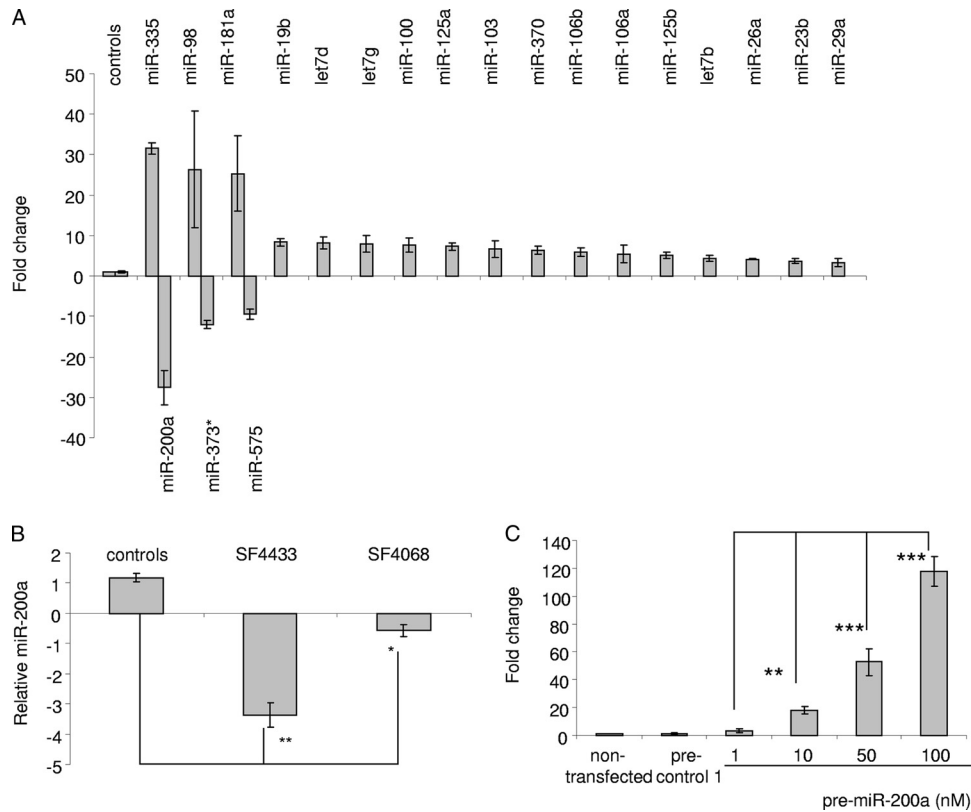 A
controls
miR-335
miR-98
miR-181a
miR-19b
let7d
let7g
miR-100
miR-125a
miR-103
miR-370
miR-106b
miR-106a
miR-125b
let7b
miR-26a
miR-23b
miR-29a
Fold change
50
40
30
20
10
0
-10
-20
-30
-40
miR-200a
miR-373*
miR-575
B
Relative miR-200a
2
1
0
-1
-2
-3
-4
-5
controls
SF4433
SF4068
**
*
C
Fold change
140
120
100
80
60
40
20
0
**
***
***
non-transfected
pre-control 1
1
10
50
100
pre-miR-200a (nM)